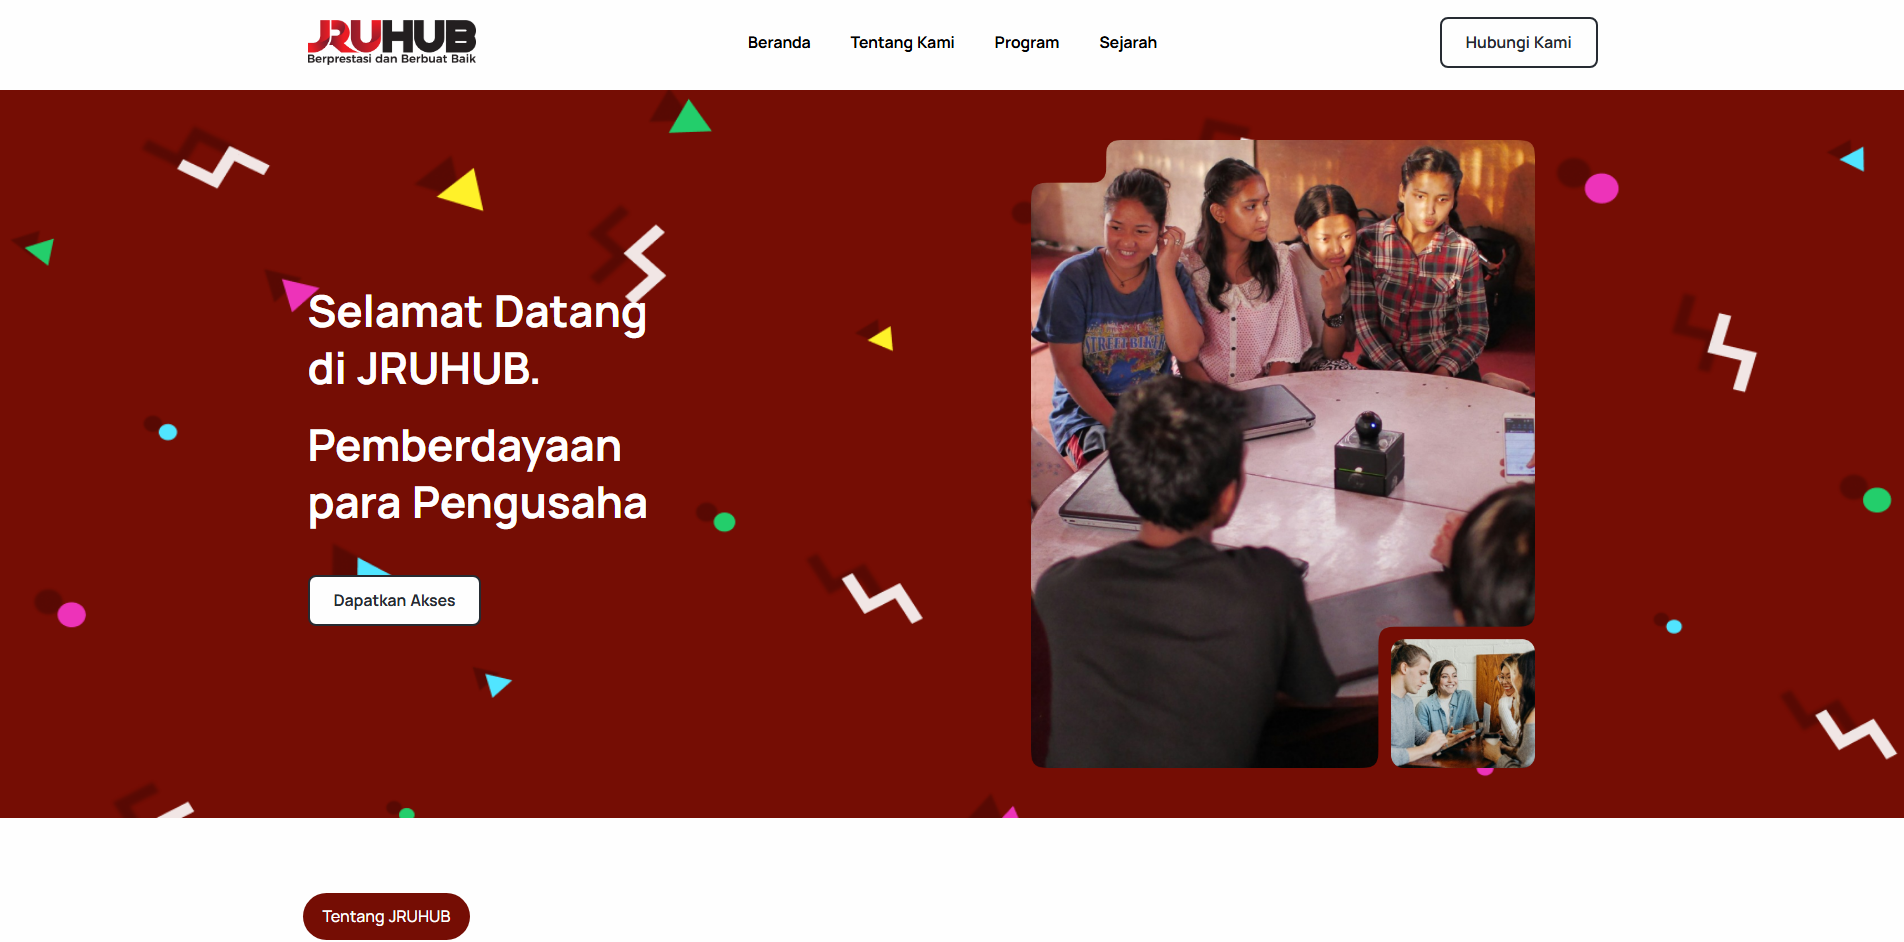 JRUHUB
Berprestasi dan Berbuat Baik
Beranda
Tentang Kami
Program
Sejarah
Hubungi Kami
Selamat Datang
di JRUHUB.
Pemberdayaan
para Pengusaha
Dapatkan Akses
STREET BIKER
Tentang JRUHUB